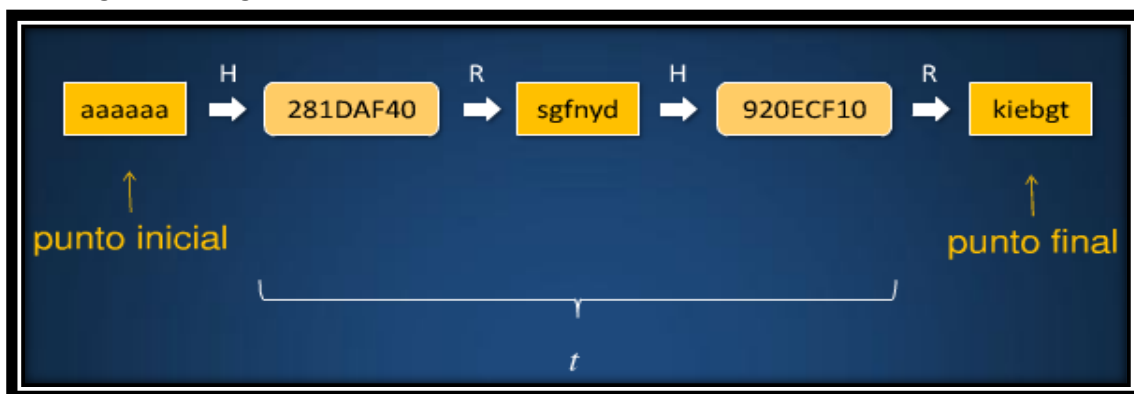 H R H R
aaaaaa 281DAF40 sgfnyd 920ECF10 kiebgt
punto inicial punto final
t